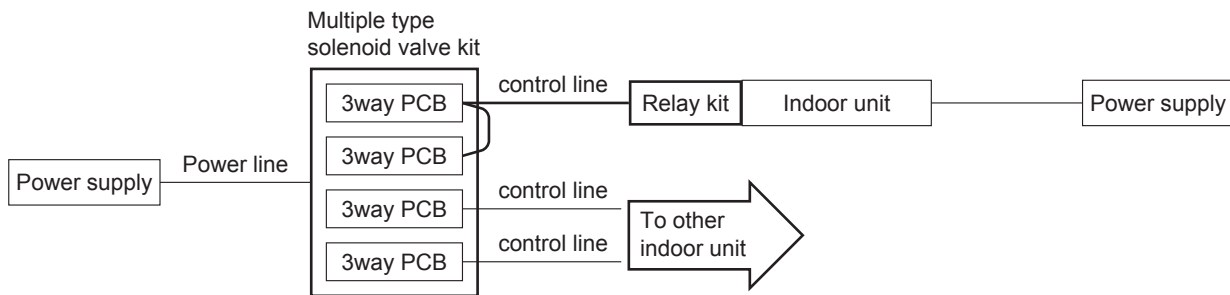 Multiple type
solenoid valve kit
3way PCB
control line
Relay kit
Indoor unit
Power supply
3way PCB
Power supply
Power line
3way PCB
control line
To other
indoor unit
3way PCB
control line